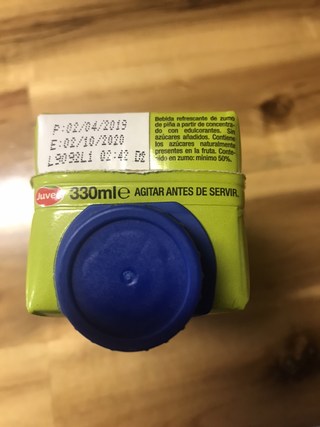 P:02/04/2019
E:02/10/2020
L9092L1 02:42 D2
Bebida refrescante de zumo
de piña a partir de concentra-
do con edulcorantes. Sin
azúcares añadidos. Contiene
los azúcares naturalmente
presentes en la fruta. Conte-
nido en zumo: mínimo 50%.
Juver 330ml e AGITAR ANTES DE SERVIR.